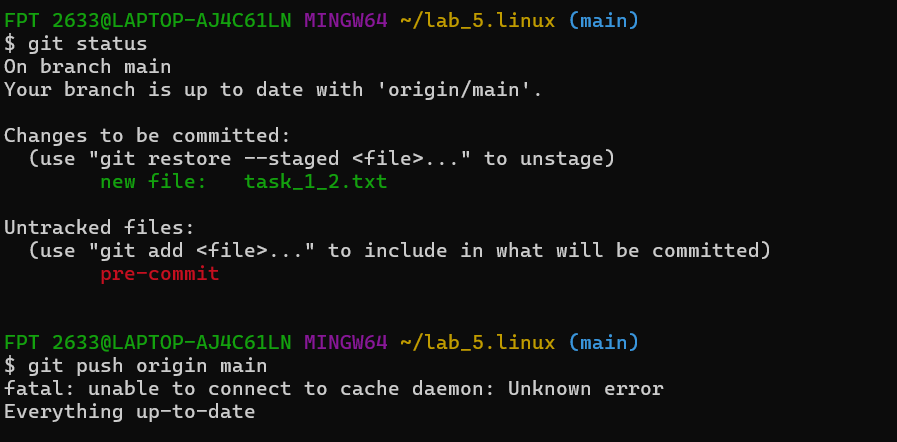 FPT 2633@LAPTOP-AJ4C61LN MINGW64 ~/lab_5.linux (main)
$ git status
On branch main
Your branch is up to date with 'origin/main'.
Changes to be committed:
  (use "git restore --staged <file>..." to unstage)
        new file:   task_1_2.txt
Untracked files:
  (use "git add <file>..." to include in what will be committed)
        pre-commit
FPT 2633@LAPTOP-AJ4C61LN MINGW64 ~/lab_5.linux (main)
$ git push origin main
fatal: unable to connect to cache daemon: Unknown error
Everything up-to-date